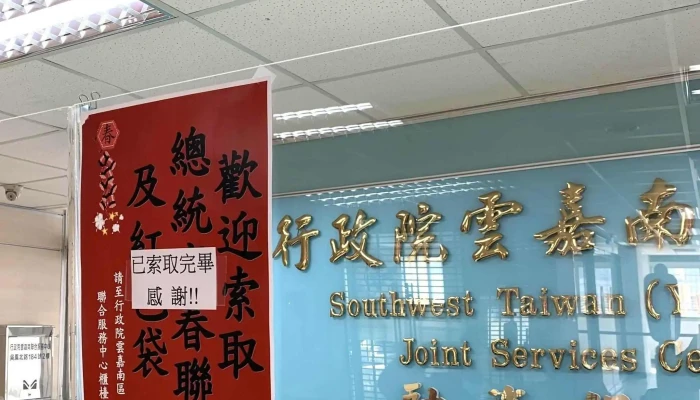 春
歡迎索取
總統
春聯
及紅
袋
已索取完畢
感謝!!
請至行政院雲嘉南區
聯合服務中心櫃檯
行政院雲嘉南
Southwest Taiwan (Y
Joint Services Ce